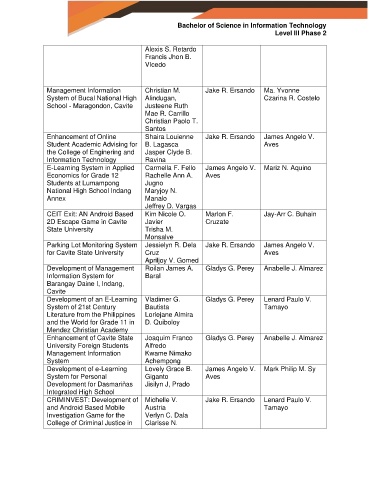 Bachelor of Science in Information Technology
Level III Phase 2
Alexis S. Retardo
Francis Jhon B.
Vicedo
Management Information System of Bucal National High School - Maragondon, Cavite
Christian M. Alindugan, Justeene Ruth Mae R. Carrillo Christian Paolo T. Santos
Jake R. Ersando
Ma. Yvonne Czarina R. Costelo
Enhancement of Online Student Academic Advising for the College of Engineering and Information Technology
Shaira Louienne B. Lagasca Jasper Clyde B. Ravina
Jake R. Ersando
James Angelo V. Aves
E-Learning System in Applied Economics for Grade 12 Students at Lumampong National High School Indang Annex
Carmella F. Fello Rachelle Ann A. Jugno Maryjoy N. Manalo Jeffrey D. Vargas
James Angelo V. Aves
Mariz N. Aquino
CEIT Exit: AN Android Based 2D Escape Game in Cavite State University
Kim Nicole O. Javier Trisha M. Monsalve
Marlon F. Cruzate
Jay-Arr C. Buhain
Parking Lot Monitoring System for Cavite State University
Jessielyn R. Dela Cruz Apriljoy V. Gomed
Jake R. Ersando
James Angelo V. Aves
Development of Management Information System for Barangay Daine I, Indang, Cavite
Rollan James A. Baral
Gladys G. Perey
Anabelle J. Almarez
Development of an E-Learning System of 21st Century Literature from the Philippines and the World for Grade 11 in Mendez Christian Academy
Vladimer G. Bautista Lorlejane Almira D. Quiboloy
Gladys G. Perey
Lenard Paulo V. Tamayo
Enhancement of Cavite State University Foreign Students Management Information System
Joaquim Franco Alfredo Kwame Nimako Achempong
Gladys G. Perey
Anabelle J. Almarez
Development of e-Learning System for Personal Development for Dasmariñas Integrated High School
Lovely Grace B. Giganto Jisilyn J, Prado
James Angelo V. Aves
Mark Philip M. Sy
CRIMINVEST: Development of and Android Based Mobile Investigation Game for the College of Criminal Justice in
Michelle V. Austria Verlyn C. Dala Clarisse N.
Jake R. Ersando
Lenard Paulo V. Tamayo